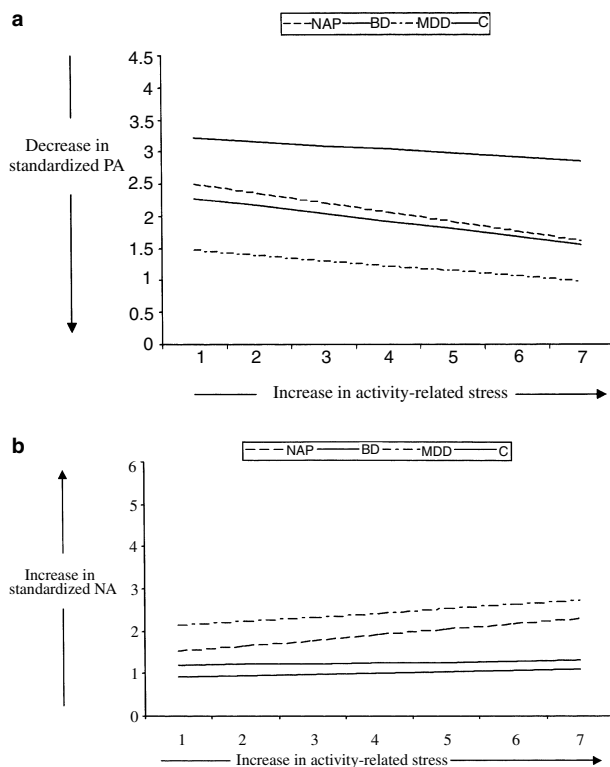 a
NAP BD MDD C
4.5
4
3.5
3
2.5
2
1.5
1
0.5
0
Decrease in
standardized PA
1 2 3 4 5 6 7
Increase in activity-related stress
b
NAP BD MDD C
6
5
4
3
2
1
0
Increase in
standardized NA
1 2 3 4 5 6 7
Increase in activity-related stress